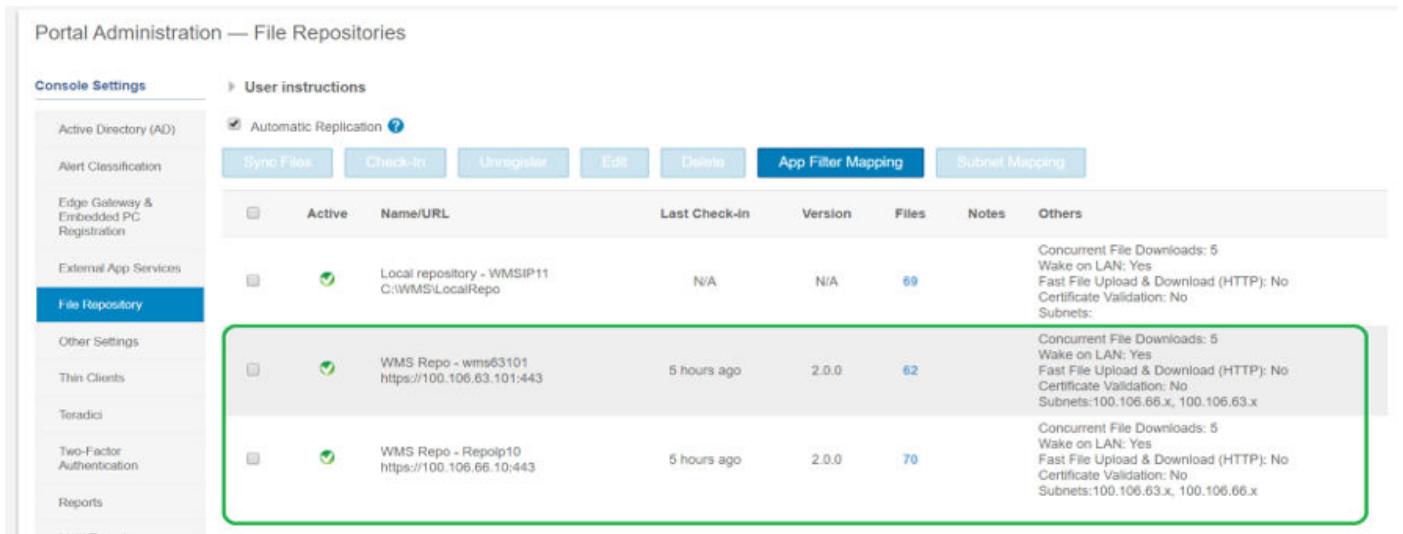 Portal Administration — File Repositories
Console Settings
Active Directory (AD)
Alert Classification
Edge Gateway &
Embedded PC
Registration
External App Services
File Repository
Other Settings
Thin Clients
Teradici
Two-Factor
Authentication
Reports
User instructions
Automatic Replication ?
Sync Files Check-In Unregister Edit Delete App Filter Mapping Subnet Mapping
Active Name/URL Last Check-in Version Files Notes Others
Local repository - WMSIP11
C:\WMS\LocalRepo
N/A N/A 69
Concurrent File Downloads: 5
Wake on LAN: Yes
Fast File Upload & Download (HTTP): No
Certificate Validation: No
Subnets:
WMS Repo - wms63101
https://100.106.63.101:443
5 hours ago 2.0.0 62
Concurrent File Downloads: 5
Wake on LAN: Yes
Fast File Upload & Download (HTTP): No
Certificate Validation: No
Subnets:100.106.66.x, 100.106.63.x
WMS Repo - Repoip10
https://100.106.66.10:443
5 hours ago 2.0.0 70
Concurrent File Downloads: 5
Wake on LAN: Yes
Fast File Upload & Download (HTTP): No
Certificate Validation: No
Subnets:100.106.63.x, 100.106.66.x